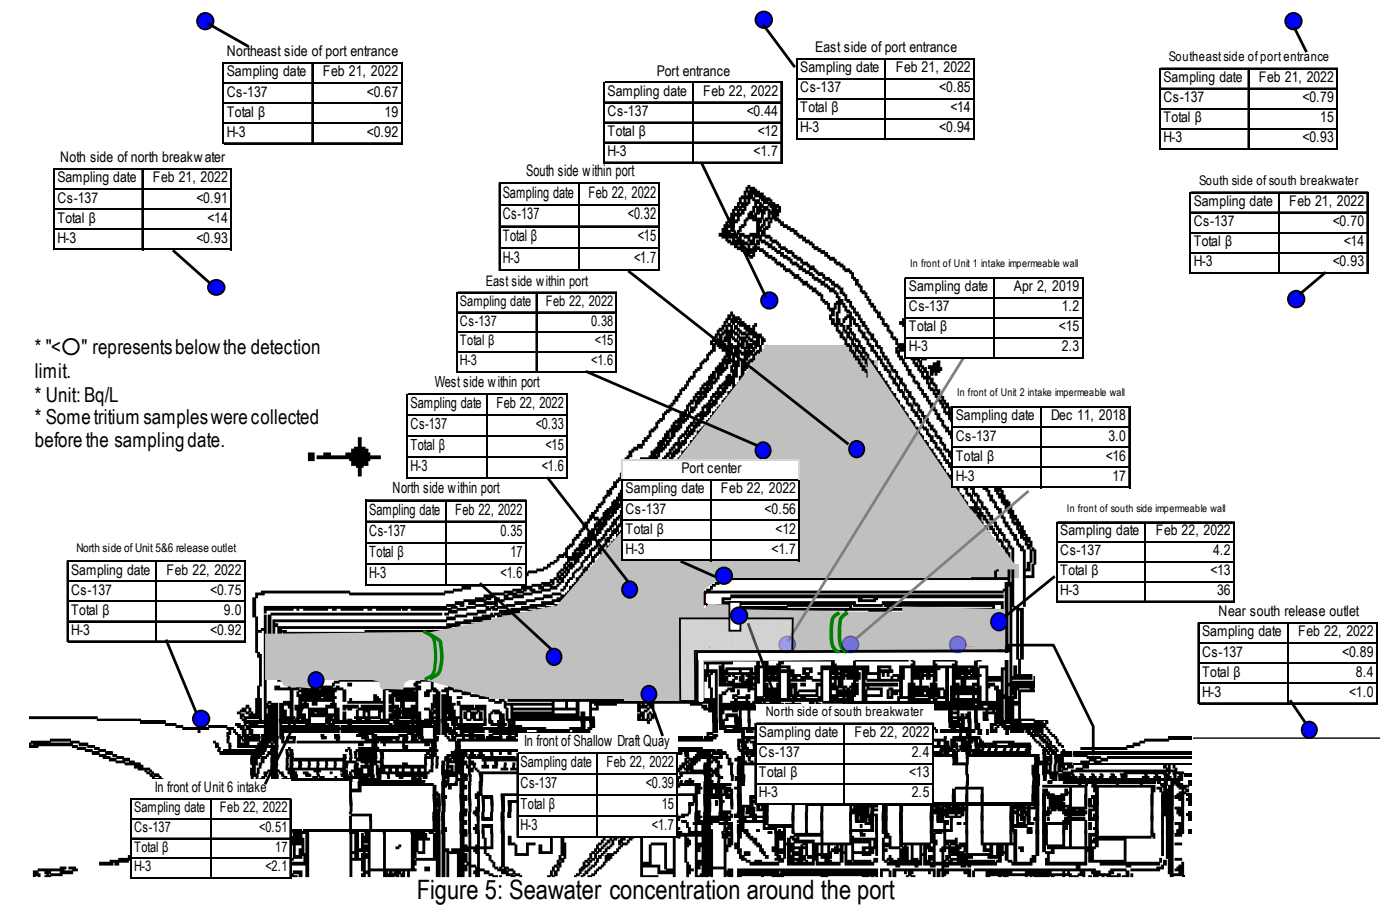 Northeast side of port entrance
Sampling date Feb 21, 2022
Cs-137 <0.67
Total β 19
H-3 <0.92
East side of port entrance
Sampling date Feb 21, 2022
Cs-137 <0.85
Total β <14
H-3 <0.94
Southeast side of port entrance
Sampling date Feb 21, 2022
Cs-137 <0.79
Total β 15
H-3 <0.93
Port entrance
Sampling date Feb 22, 2022
Cs-137 <0.44
Total β <12
H-3 <1.7
Noth side of north breakwater
Sampling date Feb 21, 2022
Cs-137 <0.91
Total β <14
H-3 <0.93
South side within port
Sampling date Feb 22, 2022
Cs-137 <0.32
Total β <15
H-3 <1.7
South side of south breakwater
Sampling date Feb 21, 2022
Cs-137 <0.70
Total β <14
H-3 <0.93
In front of Unit 1 intake impermeable wall
Sampling date Apr 2, 2019
Cs-137 1.2
Total β <15
H-3 2.3
East side within port
Sampling date Feb 22, 2022
Cs-137 0.38
Total β <15
H-3 <1.6
* "<O" represents below the detection
limit.
* Unit: Bq/L
* Some tritium samples were collected
before the sampling date.
West side within port
Sampling date Feb 22, 2022
Cs-137 <0.33
Total β <15
H-3 <1.6
In front of Unit 2 intake impermeable wall
Sampling date Dec 11, 2018
Cs-137 3.0
Total β <16
H-3 17
Port center
Sampling date Feb 22, 2022
Cs-137 <0.56
Total β <12
H-3 <1.7
North side within port
Sampling date Feb 22, 2022
Cs-137 0.35
Total β 17
H-3 <1.6
In front of south side impermeable wall
Sampling date Feb 22, 2022
Cs-137 4.2
Total β <13
H-3 36
North side of Unit 5&6 release outlet
Sampling date Feb 22, 2022
Cs-137 <0.75
Total β 9.0
H-3 <0.92
Near south release outlet
Sampling date Feb 22, 2022
Cs-137 <0.89
Total β 8.4
H-3 <1.0
North side of south breakwater
Sampling date Feb 22, 2022
Cs-137 2.4
Total β <13
H-3 2.5
In front of Shallow Draft Quay
Sampling date Feb 22, 2022
Cs-137 <0.39
Total β 15
H-3 <1.7
In front of Unit 6 intake
Sampling date Feb 22, 2022
Cs-137 <0.51
Total β 17
H-3 <2.1
Figure 5: Seawater concentration around the port